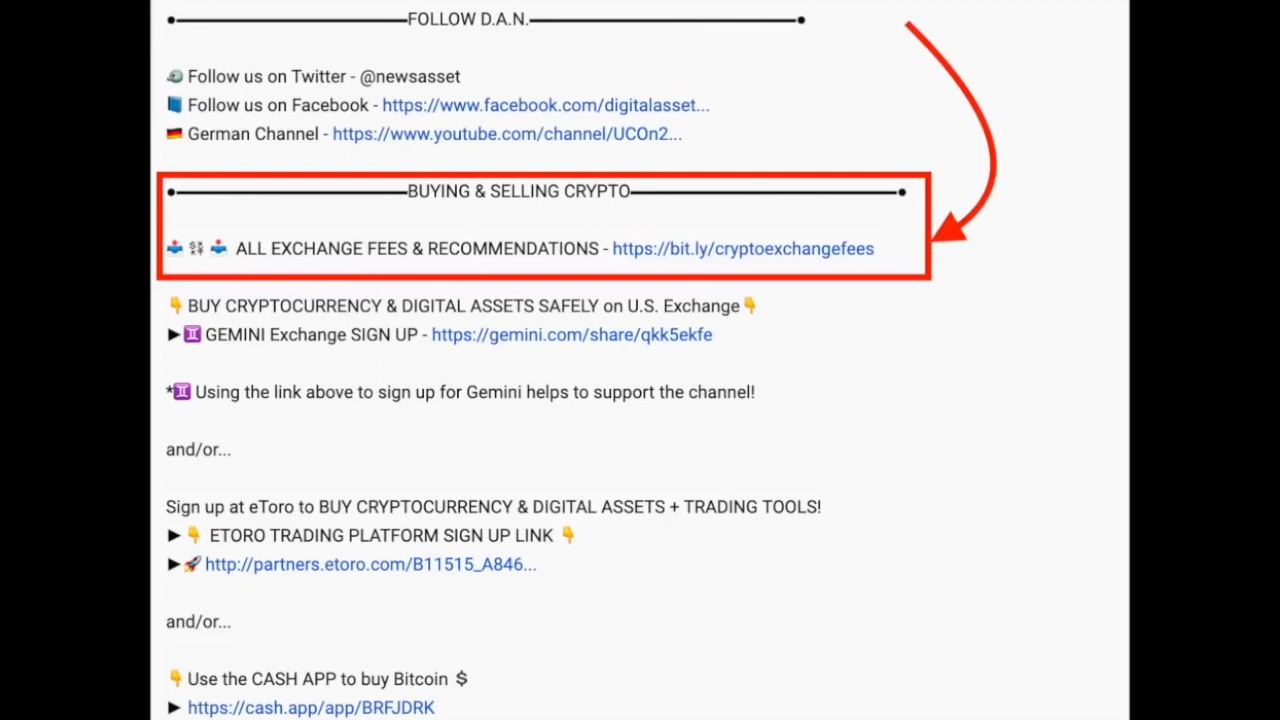 FOLLOW D.A.N.
Follow us on Twitter - @newsasset
Follow us on Facebook - https://www.facebook.com/digitalasset...
German Channel - https://www.youtube.com/channel/UCOn2...
BUYING & SELLING CRYPTO
ALL EXCHANGE FEES & RECOMMENDATIONS - https://bit.ly/cryptoexchangefees
👇BUY CRYPTOCURRENCY & DIGITAL ASSETS SAFELY on U.S. Exchange👇
►♊ GEMINI Exchange SIGN UP - https://gemini.com/share/qkk5ekfe
*♊ Using the link above to sign up for Gemini helps to support the channel!
and/or...
Sign up at eToro to BUY CRYPTOCURRENCY & DIGITAL ASSETS + TRADING TOOLS!
►👇 ETORO TRADING PLATFORM SIGN UP LINK 👇
►🚀 http://partners.etoro.com/B11515_A846...
and/or...
👇Use the CASH APP to buy Bitcoin $
► https://cash.app/app/BRFJDRK